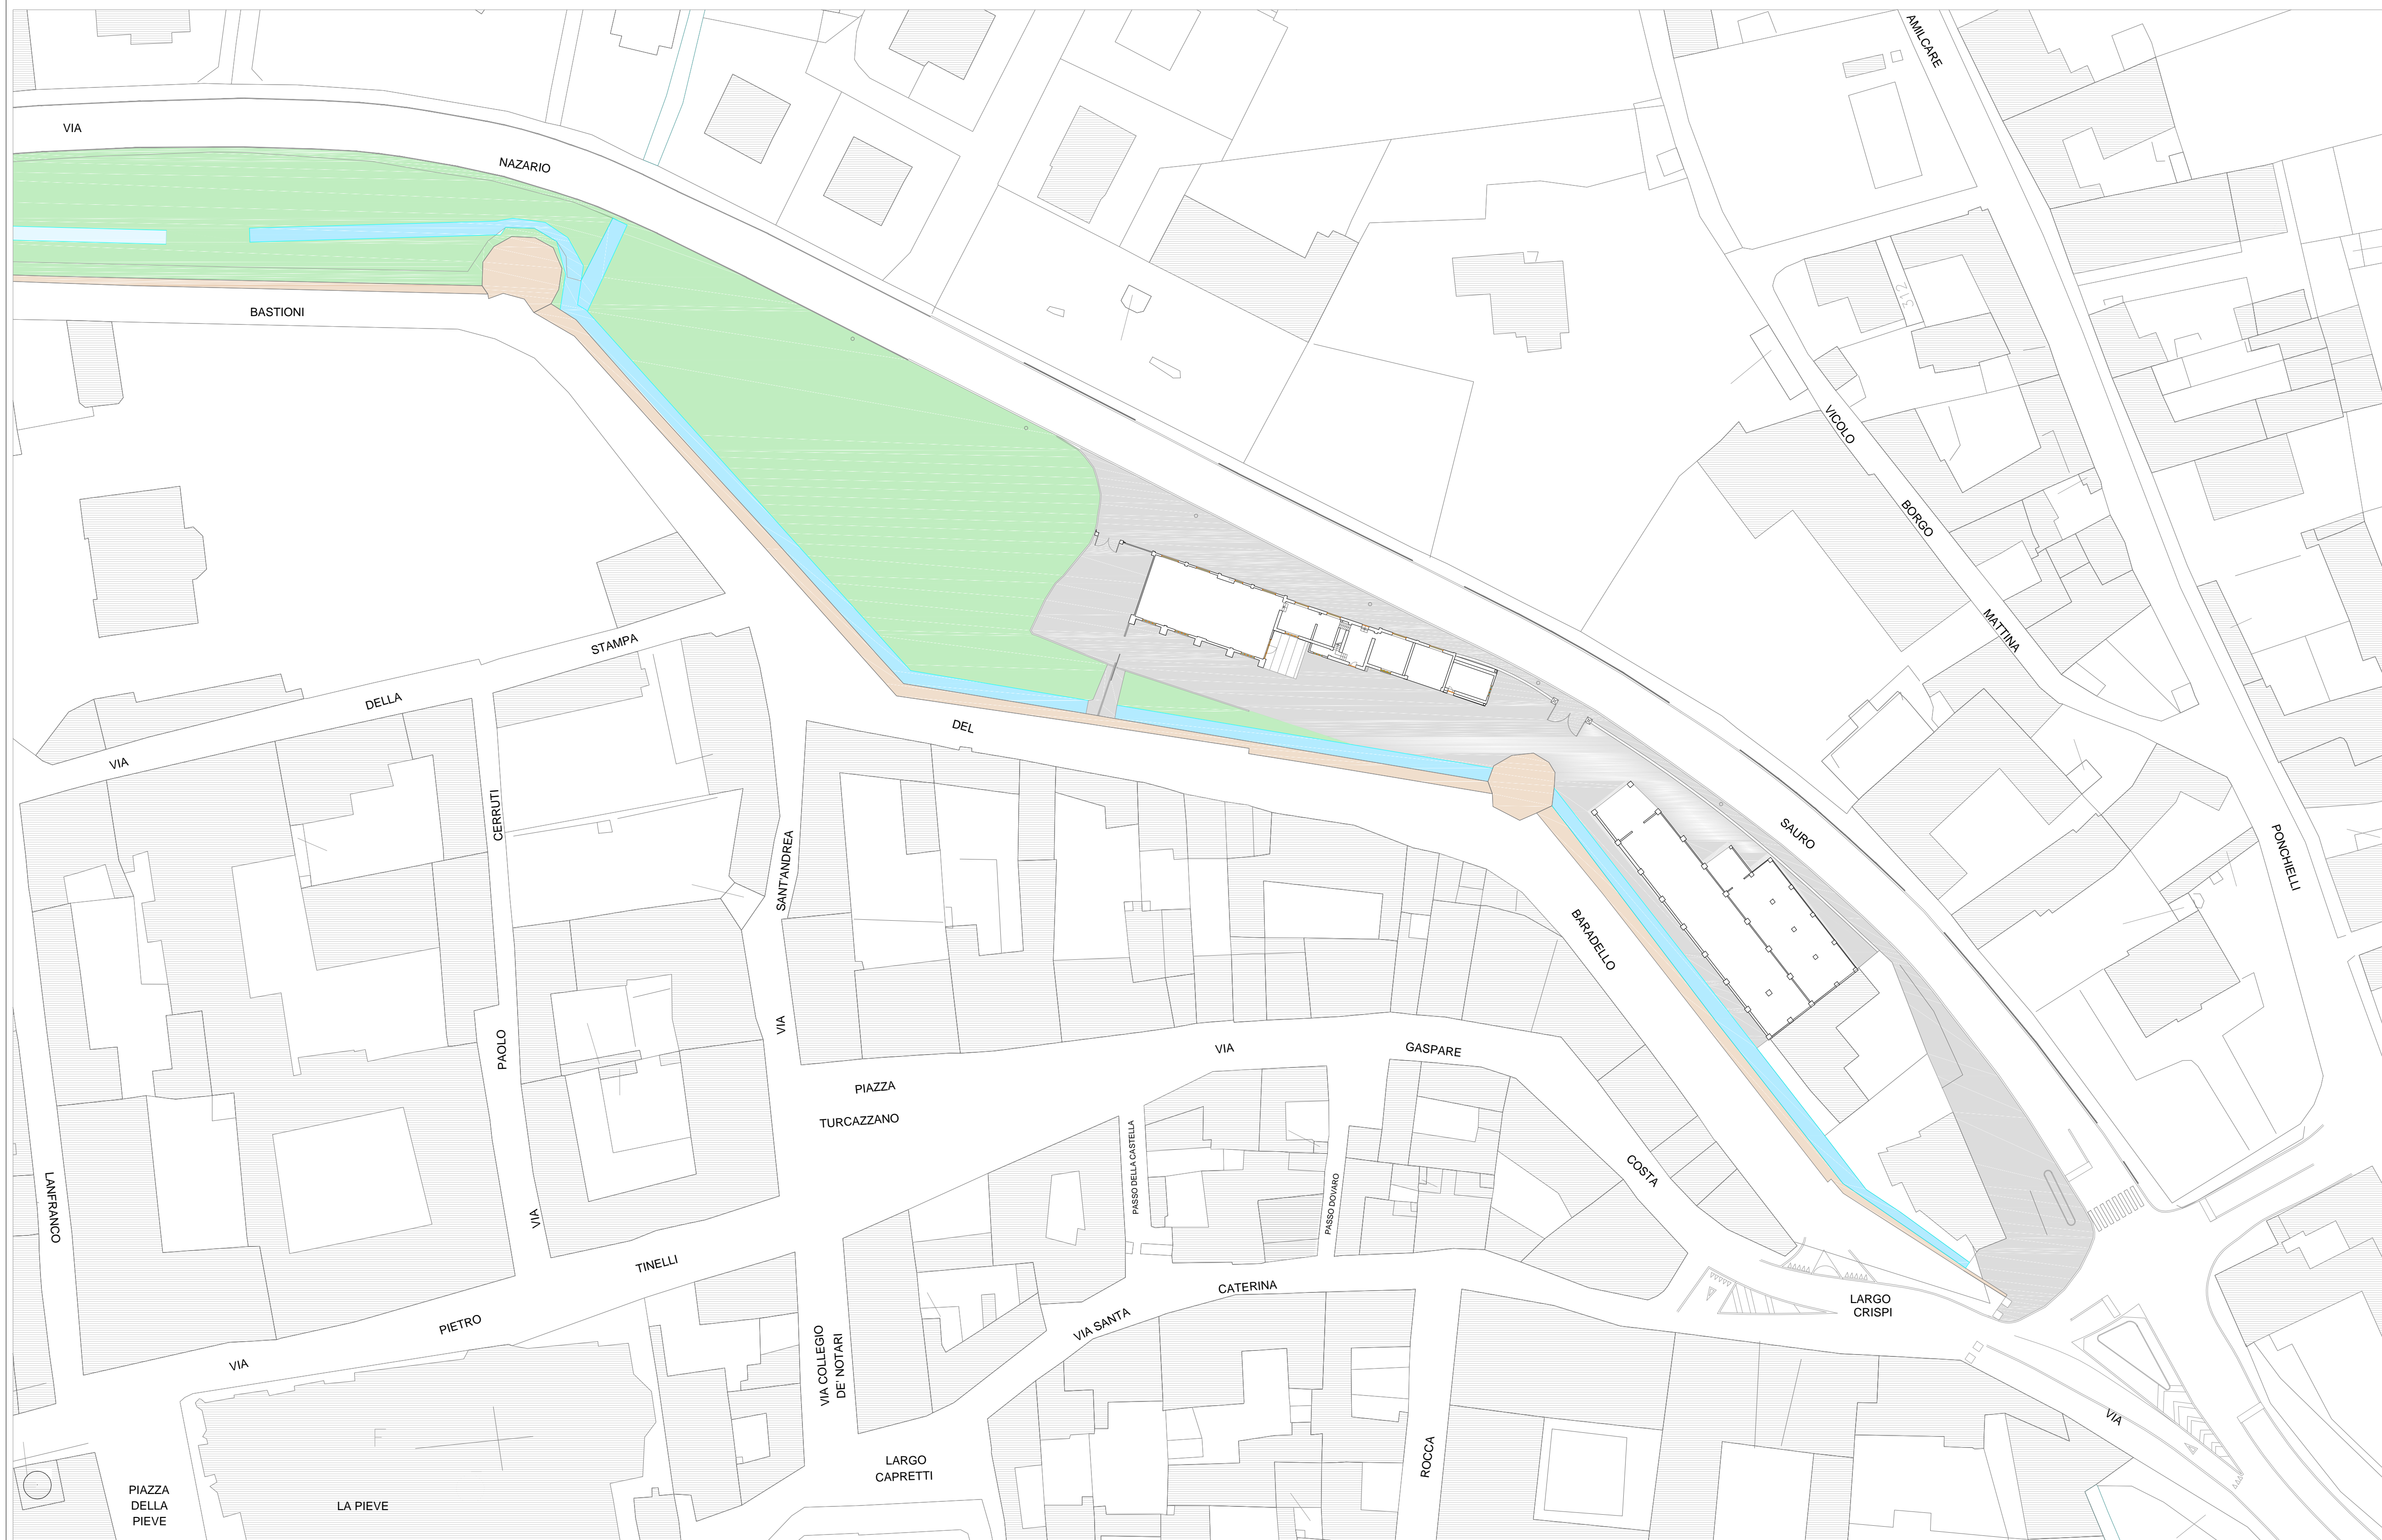 AMILCARE
VIA
NAZARIO
312
BASTIONI
VICOLO
BORGO
MATTINA
STAMPA
DELLA
VIA
DEL
CERRUTI
SANT'ANDREA
SAURO
PONCHIELLI
BARADELLO
VIA
PAOLO
VIA
GASPARE
PIAZZA
TURCAZZANO
PASSO DELLA CASTELLA
PASSO DOVARO
COSTA
LANFRANCO
VIA
TINELLI
CATERINA
LARGO
CRISPI
VIA SANTA
PIETRO
VIA
VIA COLLEGIO
DE' NOTARI
VIA
ROCCA
LARGO
CAPRETTI
PIAZZA
DELLA
PIEVE
LA PIEVE